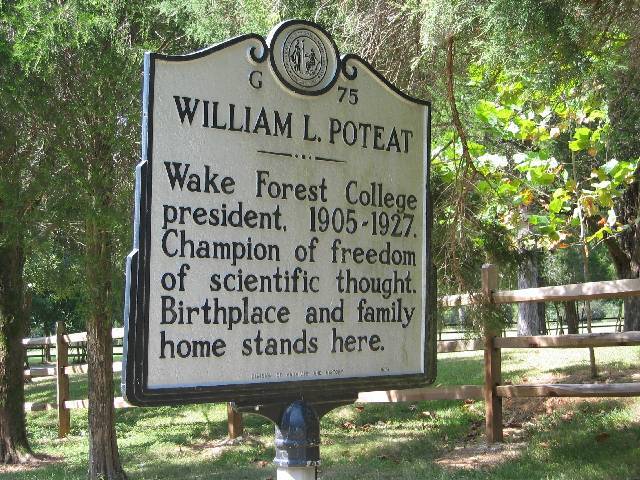 G 75
WILLIAM L. POTEAT
Wake Forest College
president, 1905-1927.
Champion of freedom
of scientific thought.
Birthplace and family
home stands here.